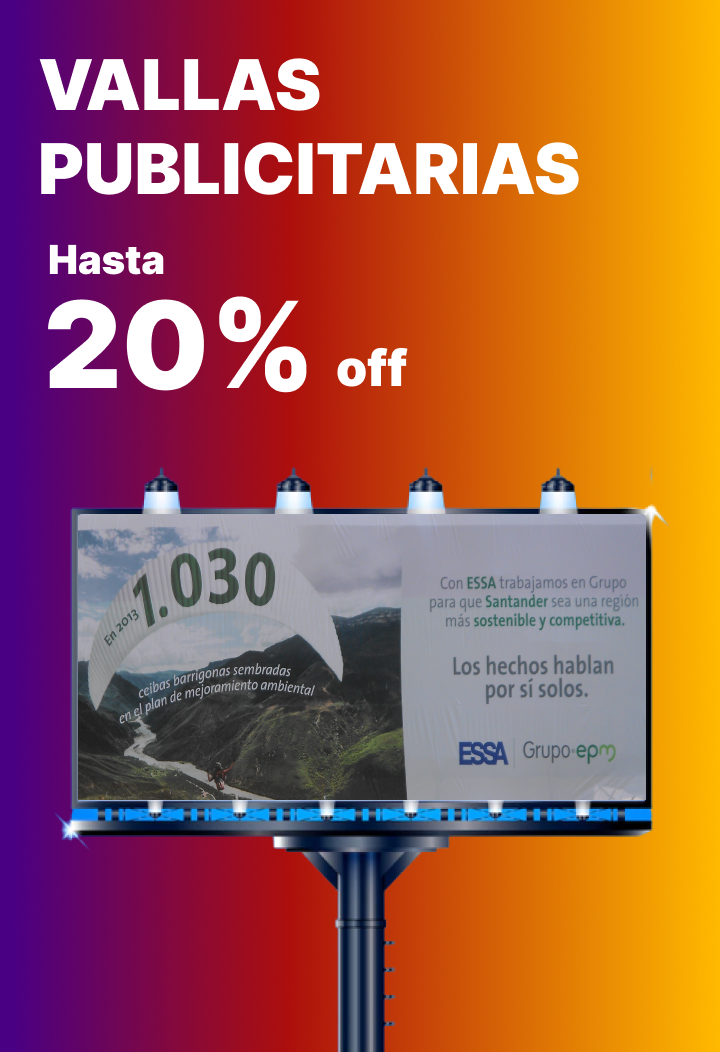 VALLAS
PUBLICITARIAS
Hasta
20% off
En 2013 1.030
ceibas barrigonas sembradas
en el plan de mejoramiento ambiental
Con ESSA trabajamos en Grupo
para que Santander sea una región
más sostenible y competitiva.
Los hechos hablan
por sí solos.
ESSA Grupo·epm